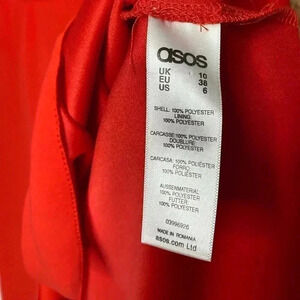 asos
UK 10
EU 38
US 6
SHELL: 100% POLYESTER
LINING:
100% POLYESTER
CARCASSE:100% POLYESTER
DOUBLURE
100% POLYESTER
CARCASA: 100% POLIÉSTER
FORRO:
100% POLIÉSTER
AUSSENMATERIAL:
100% POLYESTER
FUTTER:
100% POLYESTER
03996926
MADE IN ROMANIA
asos.com Ltd